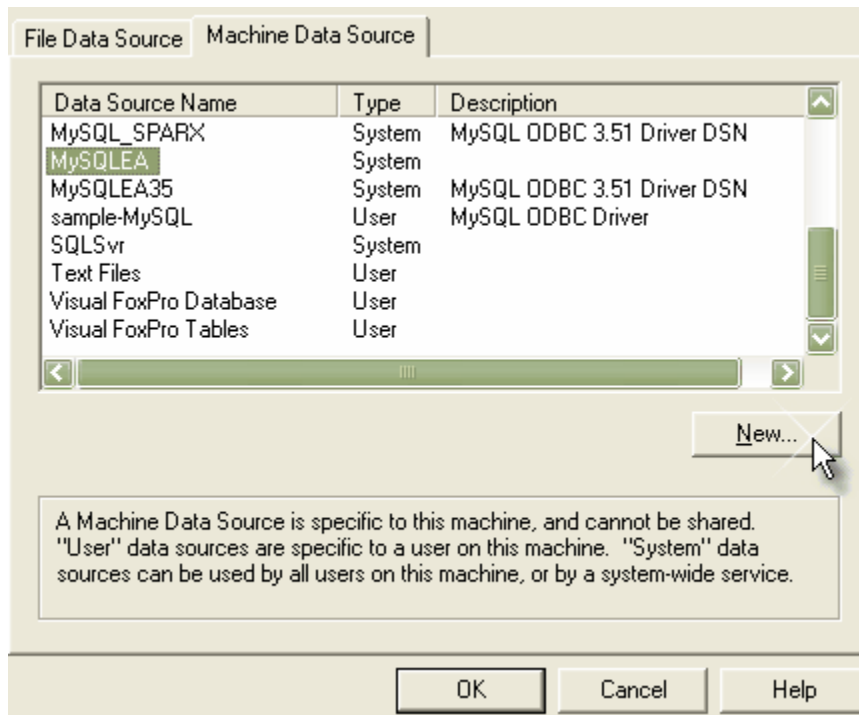 File Data Source Machine Data Source
Data Source Name Type Description
MySQL_SPARX System MySQL ODBC 3.51 Driver DSN
MySQLEA System
MySQLEA35 System MySQL ODBC 3.51 Driver DSN
sample-MySQL User MySQL ODBC Driver
SQLSvr System
Text Files User
Visual FoxPro Database User
Visual FoxPro Tables User
New...
A Machine Data Source is specific to this machine, and cannot be shared.
"User" data sources are specific to a user on this machine. "System" data
sources can be used by all users on this machine, or by a system-wide service.
OK Cancel Help